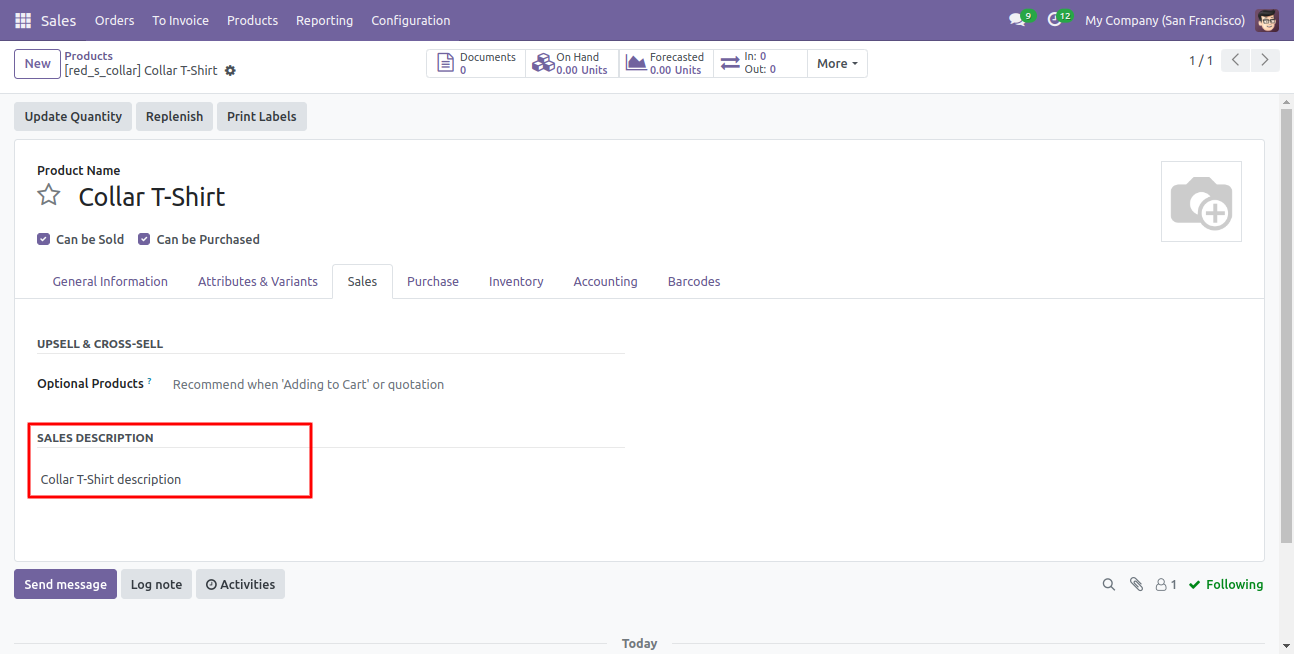 Sales Orders To Invoice Products Reporting Configuration 9 12 My Company (San Francisco)
New Products
[red_s_collar] Collar T-Shirt
Documents 0
On Hand 0.00 Units
Forecasted 0.00 Units
In: 0
Out: 0
More
1 / 1
Update Quantity Replenish Print Labels
Product Name
Collar T-Shirt
Can be Sold Can be Purchased
General Information Attributes & Variants Sales Purchase Inventory Accounting Barcodes
UPSELL & CROSS-SELL
Optional Products ? Recommend when 'Adding to Cart' or quotation
SALES DESCRIPTION
Collar T-Shirt description
Send message Log note Activities 1 Following
Today